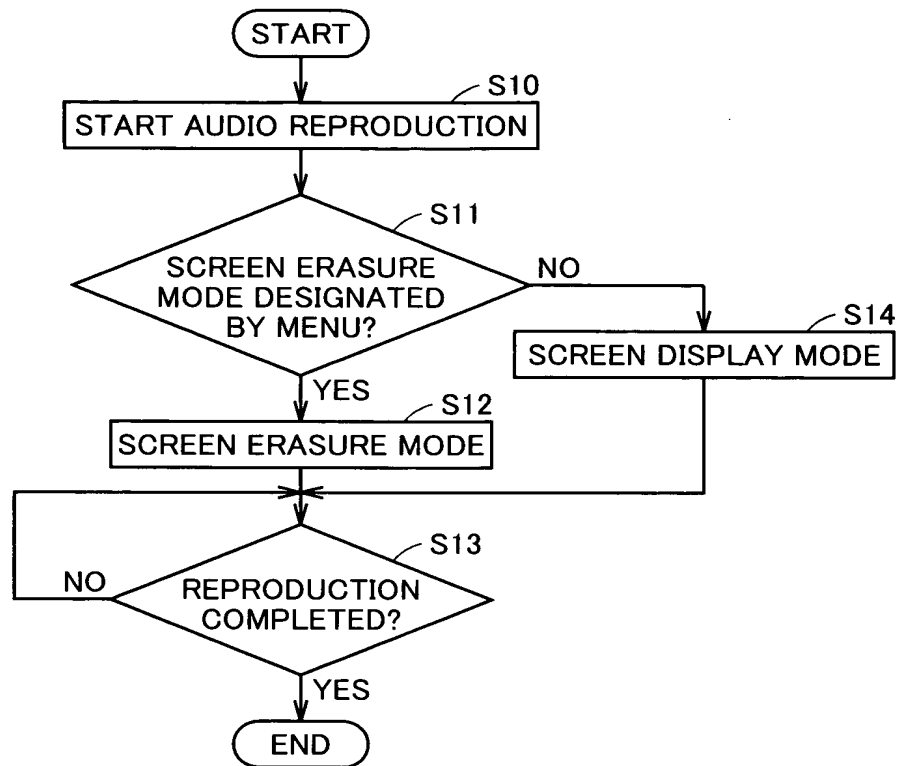 START
S10
START AUDIO REPRODUCTION
S11
SCREEN ERASURE
MODE DESIGNATED
BY MENU?
NO
S14
SCREEN DISPLAY MODE
YES
S12
SCREEN ERASURE MODE
S13
NO
REPRODUCTION
COMPLETED?
YES
END